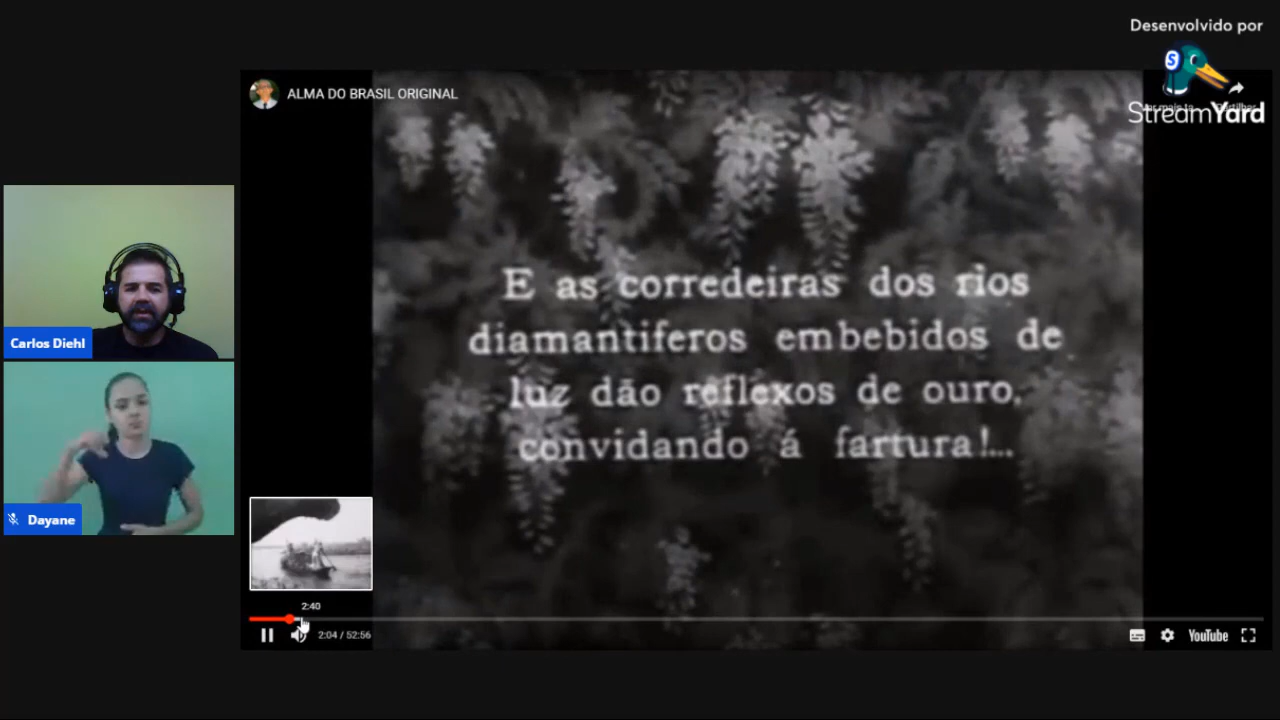 Desenvolvido por
StreamYard
ALMA DO BRASIL ORIGINAL
E as corredeiras dos rios
diamantiferos embebidos de
luz dão reflexos de ouro,
convidando á fartura!...
Carlos Diehl
Dayane
2:40
2:04 / 52:56
YouTube